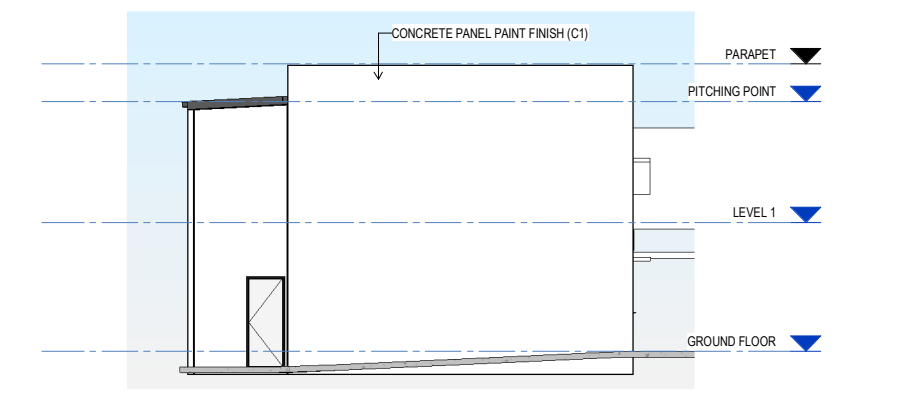 CONCRETE PANEL PAINT FINISH (C1)
PARAPET
PITCHING POINT
LEVEL 1
GROUND FLOOR